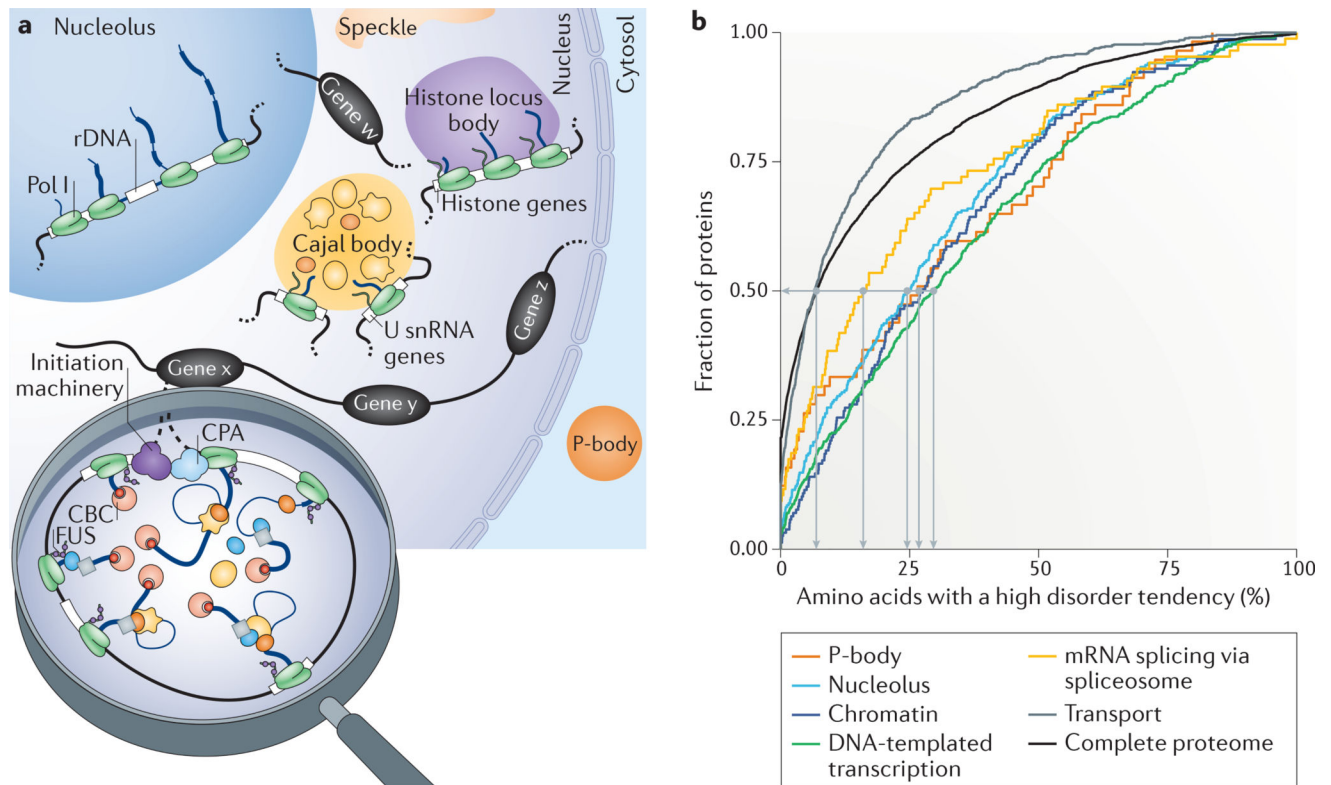 a
Nucleolus
Speckle
Nucleus
Cytosol
rDNA
Pol I
Gene w
Histone locus
body
Histone genes
Cajal body
U snRNA
genes
Gene z
Initiation
machinery
Gene x
Gene y
P-body
CPA
CBC
FUS
b
1.00
0.75
0.50
0.25
0.00
Fraction of proteins
0
25
50
75
100
Amino acids with a high disorder tendency (%)
P-body
Nucleolus
Chromatin
DNA-templated
transcription
mRNA splicing via
spliceosome
Transport
Complete proteome